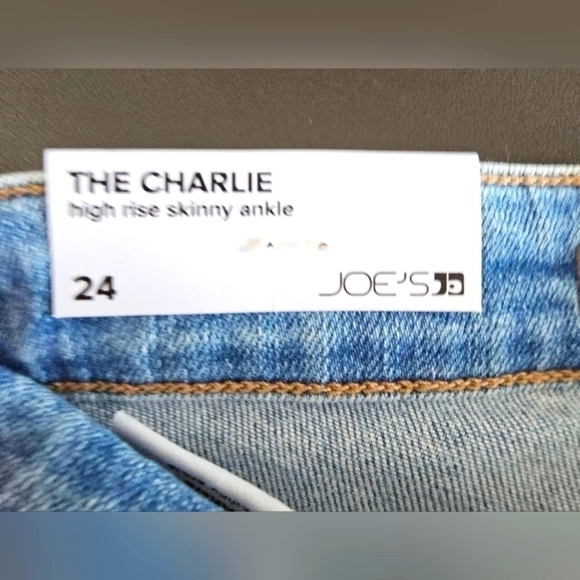 THE CHARLIE
high rise skinny ankle
24
JOE'S